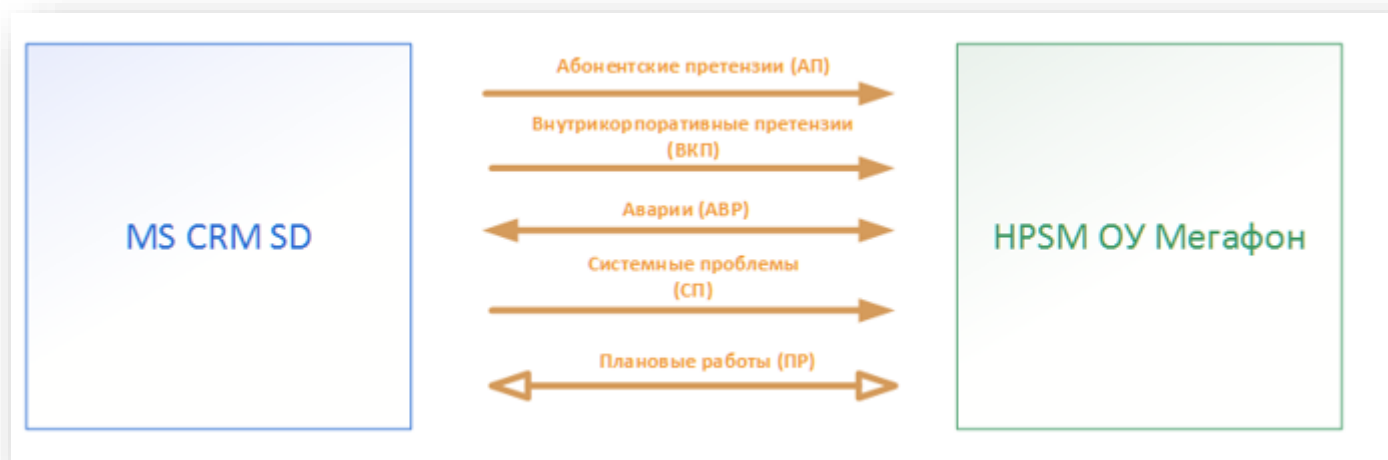 Абонентские претензии (АП)
Внутрикорпоративные претензии
(ВКП)
MS CRM SD
Аварии (АВР)
HPSM ОУ Мегафон
Системные проблемы
(СП)
Плановые работы (ПР)